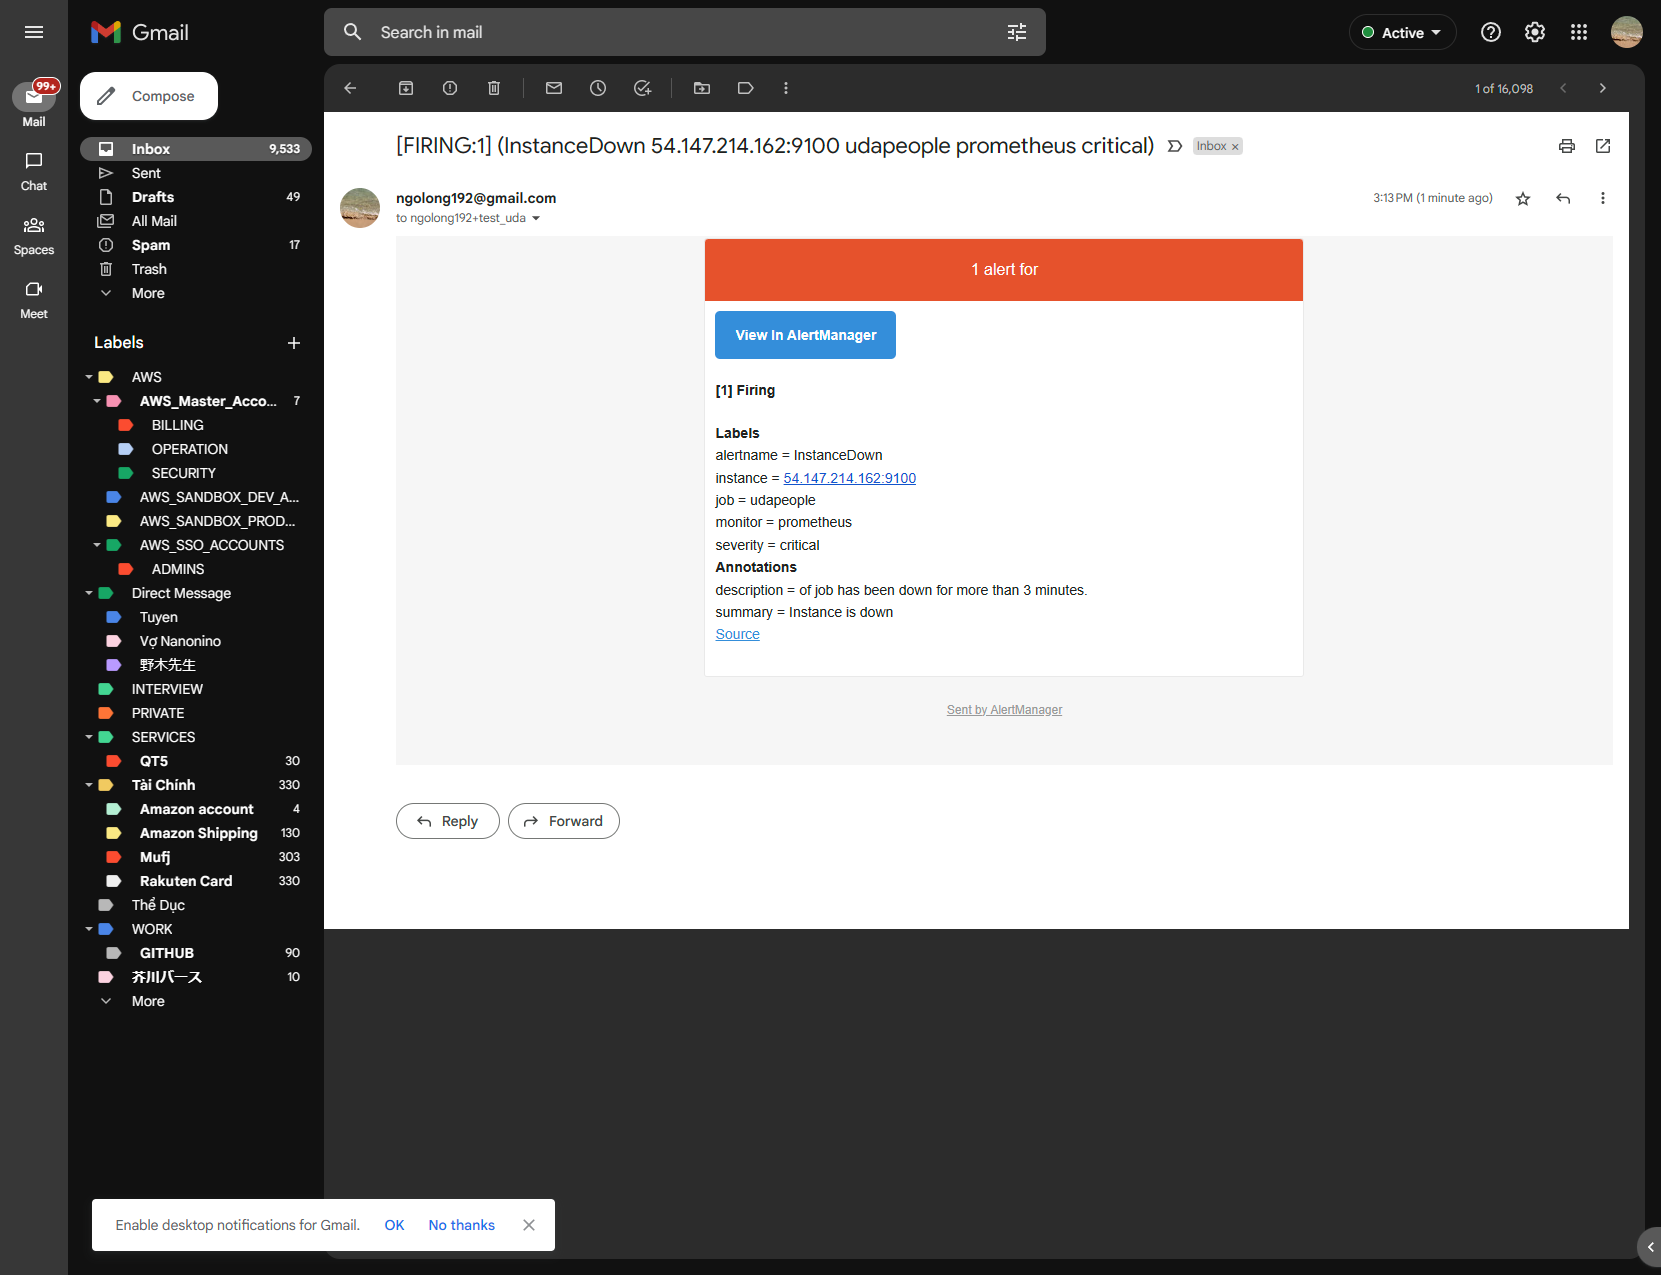 Gmail
Search in mail
Active
99+
Mail
Chat
Spaces
Meet
Compose
Inbox 9,533
Sent
Drafts 49
All Mail
Spam 17
Trash
More
Labels
AWS
AWS_Master_Acco... 7
BILLING
OPERATION
SECURITY
AWS_SANDBOX_DEV_A...
AWS_SANDBOX_PROD...
AWS_SSO_ACCOUNTS
ADMINS
Direct Message
Tuyen
Vợ Nanonino
野木先生
INTERVIEW
PRIVATE
SERVICES
QT5 30
Tài Chính 330
Amazon account 4
Amazon Shipping 130
Mufj 303
Rakuten Card 330
Thể Dục
WORK
GITHUB 90
芥川バース 10
More
1 of 16,098
[FIRING:1] (InstanceDown 54.147.214.162:9100 udapeople prometheus critical) Inbox ×
ngolong192@gmail.com
to ngolong192+test_uda
3:13 PM (1 minute ago)
1 alert for
View In AlertManager
[1] Firing
Labels
alertname = InstanceDown
instance = 54.147.214.162:9100
job = udapeople
monitor = prometheus
severity = critical
Annotations
description = of job has been down for more than 3 minutes.
summary = Instance is down
Source
Sent by AlertManager
Reply
Forward
Enable desktop notifications for Gmail. OK No thanks